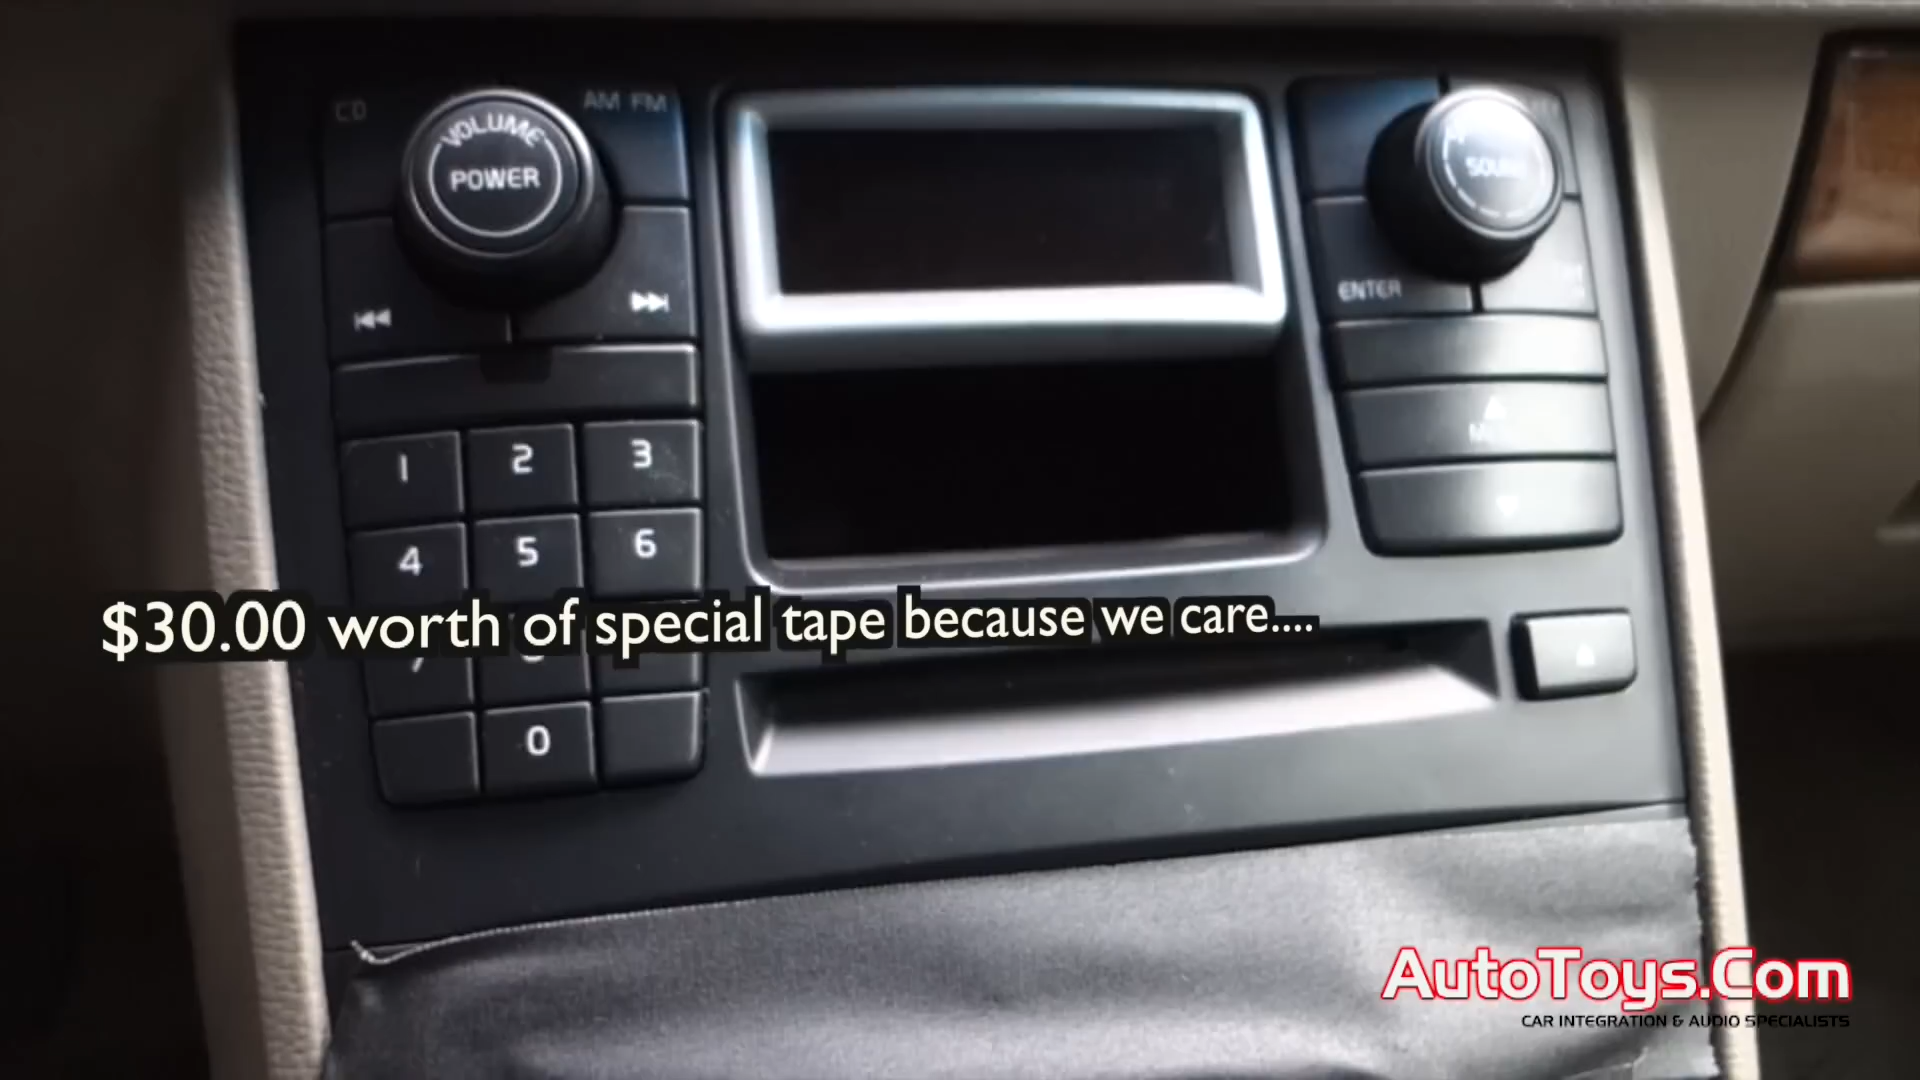 CD
AM FM
VOLUME
POWER
ENTER
1 2 3
4 5 6
$30.00 worth of special tape because we care....
0
AutoToys.Com
CAR INTEGRATION & AUDIO SPECIALISTS